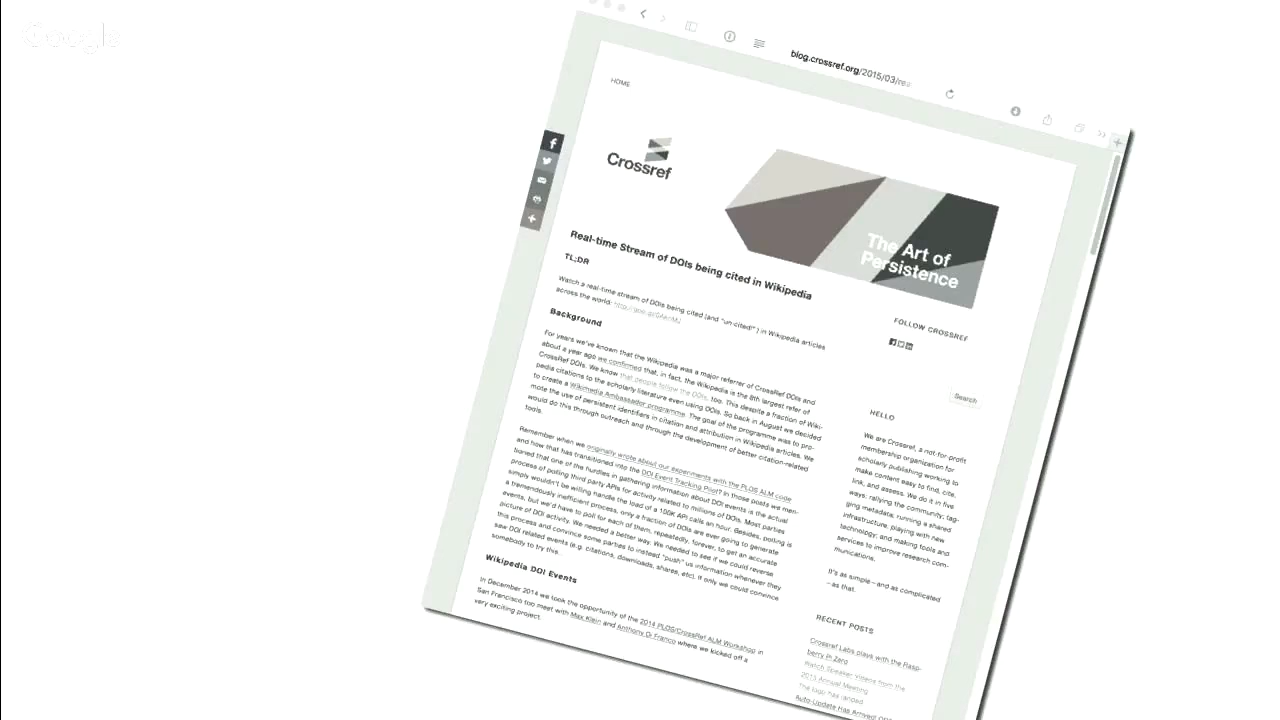 Google
blog.crossref.org/2015/03/rea
HOME
Crossref
The Art of
Persistence
Real-time Stream of DOIs being cited in Wikipedia
TL;DR
Watch a real-time stream of DOIs being cited (and "un-cited!") in Wikipedia articles
across the world:
Background
For years we've known that the Wikipedia was a major referrer of CrossRef DOIs and
about a year ago we confirmed that, in fact, the Wikipedia is the 8th largest refer of
CrossRef DOIs. We know that people follow the DOIs, too. This despite a fraction of Wiki-
pedia citations to the scholarly literature even using DOIs. So back in August we decided
to create a Wikimedia Ambassador programme. The goal of the programme was to pro-
mote the use of persistent identifiers in citation and attribution in Wikipedia articles. We
would do this through outreach and through the development of better citation-related
tools.
Remember when we originally wrote about our experiments with the PLOS ALM code
and how that has transitioned into the DOI Event Tracking Pilot? In those posts we men-
tioned that one of the hurdles in gathering information about DOI events is the actual
process of polling third party APIs for activity related to millions of DOIs. Most parties
simply wouldn't be willing handle the load of a 100K API calls an hour. Besides, polling is
a tremendously inefficient process, only a fraction of DOIs are ever going to generate
events, but we'd have to poll for each of them, repeatedly, forever, to get an accurate
picture of DOI activity. We needed a better way. We needed to see if we could reverse
this process and convince some parties to instead "push" us information whenever they
saw DOI related events (e.g. citations, downloads, shares, etc). If only we could convince
somebody to try this...
Wikipedia DOI Events
In December 2014 we took the opportunity of the 2014 PLOS/CrossRef ALM Workshop in
San Francisco too meet with Max Klein and Anthony Di Franco where we kicked off a
very exciting project.
FOLLOW CROSSREF
Search
HELLO
We are Crossref, a not-for-profit
membership organization for
scholarly publishing working to
make content easy to find, cite,
link, and assess. We do it in five
ways: rallying the community; tag-
ging metadata; running a shared
infrastructure, playing with new
technology; and making tools and
services to improve research com-
munications.
It's as simple—and as complicated
—as that.
RECENT POSTS
Crossref Labs plays with the Rasp-
berry Pi Zero
Watch Speaker Videos from the
2015 Annual Meeting
The logo has landed
Auto-Update Has Arrived!